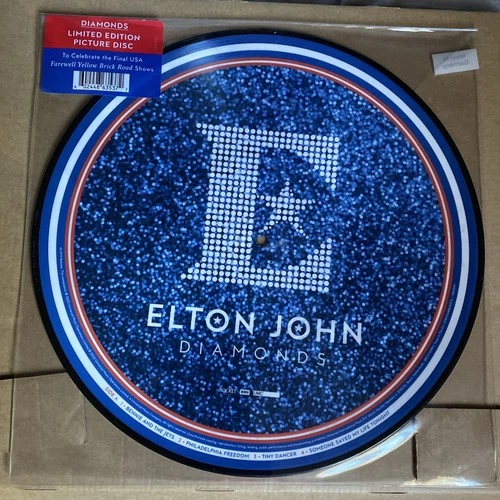 DIAMONDS
LIMITED EDITION
PICTURE DISC
To Celebrate the Final USA
Farewell Yellow Brick Road Shows
E
ELTON JOHN
DIAMONDS
SIDE A 1 • BENNIE AND THE JETS 2 • PHILADELPHIA FREEDOM 3 • TINY DANCER 4 • SOMEONE SAVED MY LIFE TONIGHT